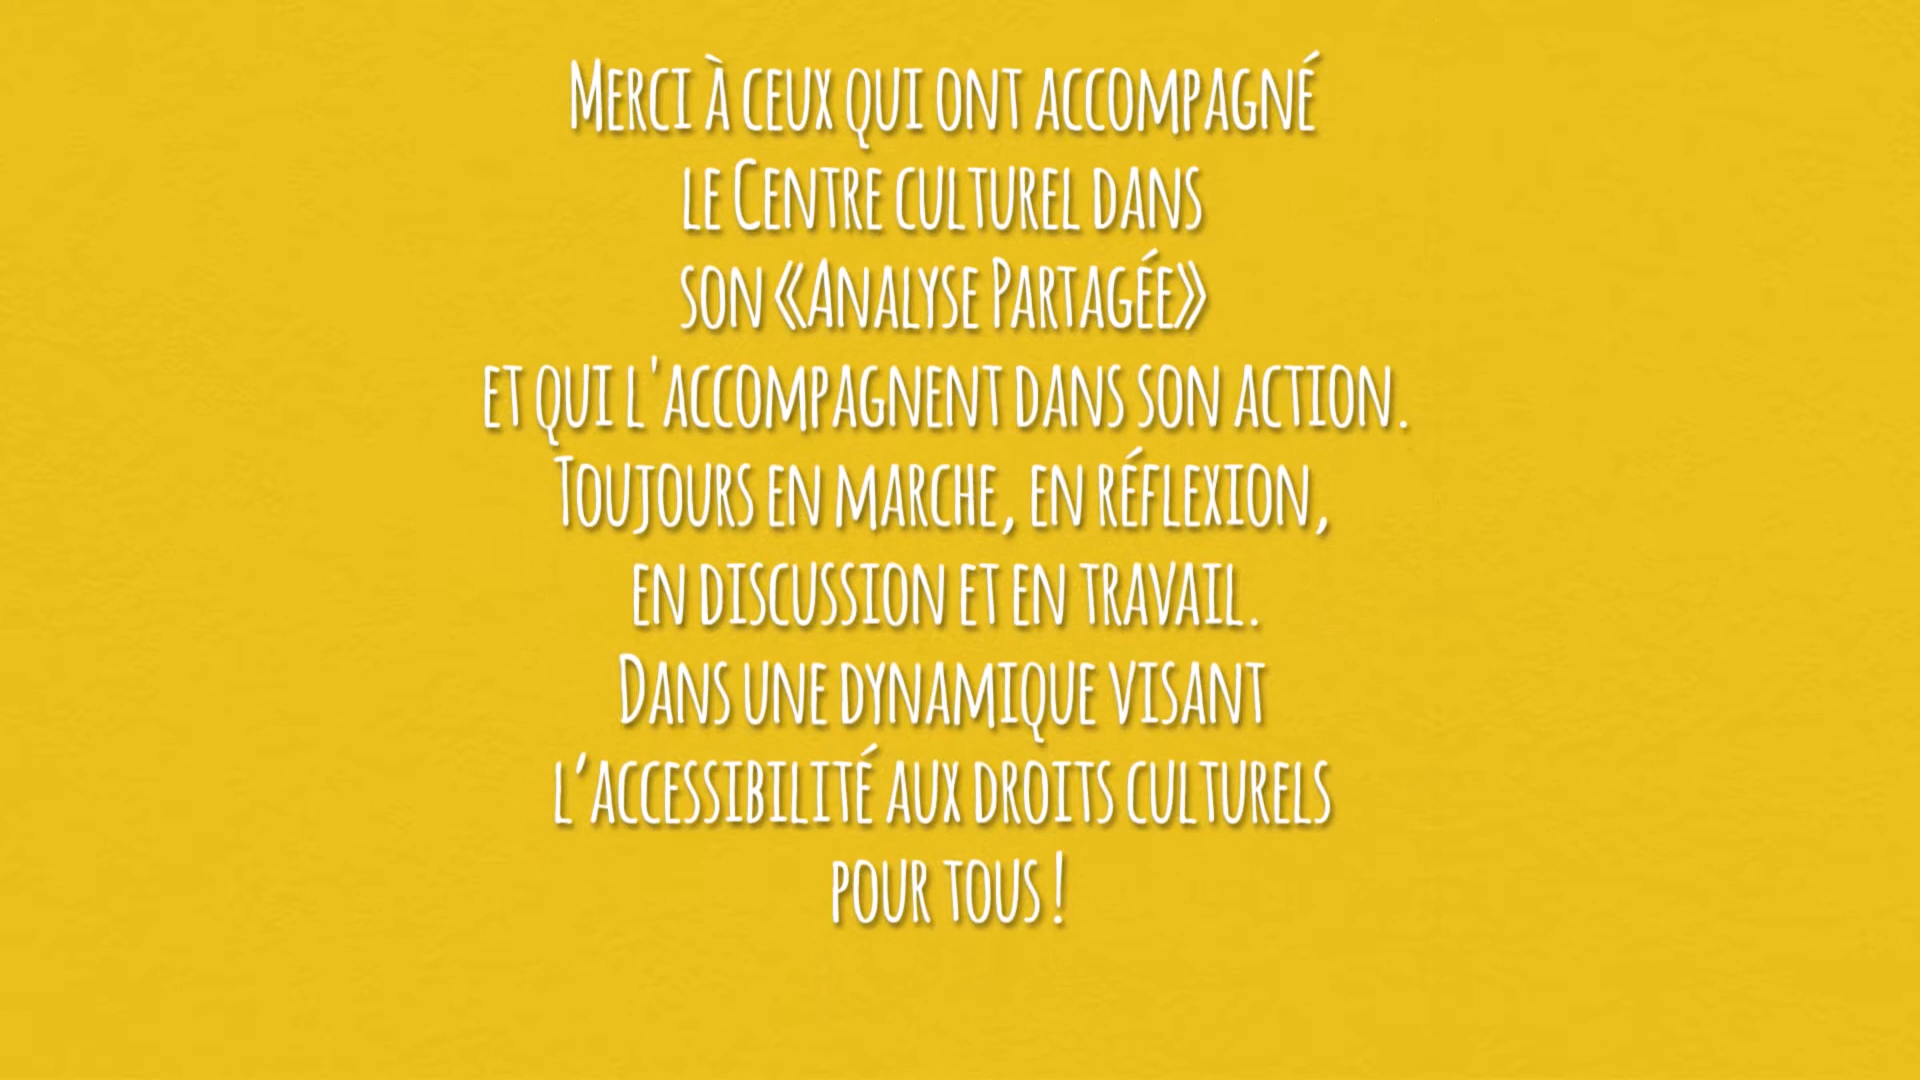 Merci à ceux qui ont accompagné
le Centre culturel dans
son «Analyse Partagée»
et qui l'accompagnent dans son action.
Toujours en marche, en réflexion,
en discussion et en travail.
Dans une dynamique visant
l’accessibilité aux droits culturels
pour tous !